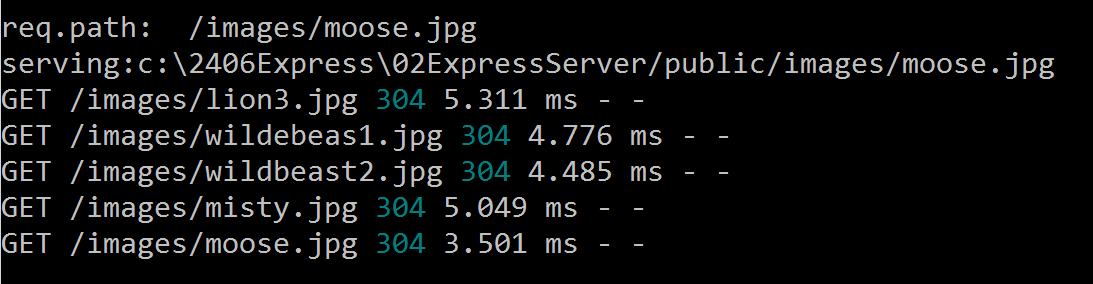 req.path:  /images/moose.jpg
serving:c:\2406Express\02ExpressServer/public/images/moose.jpg
GET /images/lion3.jpg 304 5.311 ms - -
GET /images/wildebeas1.jpg 304 4.776 ms - -
GET /images/wildbeast2.jpg 304 4.485 ms - -
GET /images/misty.jpg 304 5.049 ms - -
GET /images/moose.jpg 304 3.501 ms - -